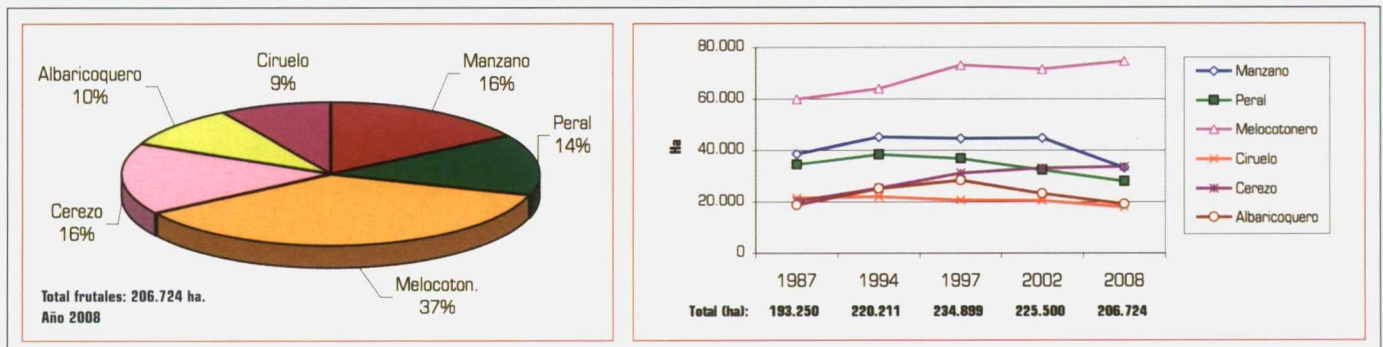 Ciruelo
9%
Manzano
16%
Albaricoquero
10%
Peral
14%
Cerezo
16%
Melocoton.
37%
Total frutales: 206.724 ha.
Año 2008
80.000
60.000
40.000
20.000
0
Ha
1987 1994 1997 2002 2008
Total (ha): 193.250 220.211 234.899 225.500 206.724
Manzano
Peral
Melocotonero
Ciruelo
Cerezo
Albaricoquero